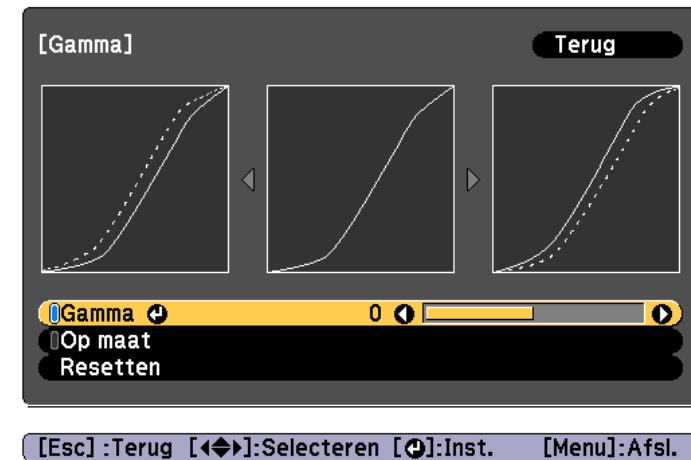 [Gamma] Terug
Gamma 0
Op maat
Resetten
[Esc] :Terug [◀◆▶]:Selecteren [↵]:Inst. [Menu]:Afsl.